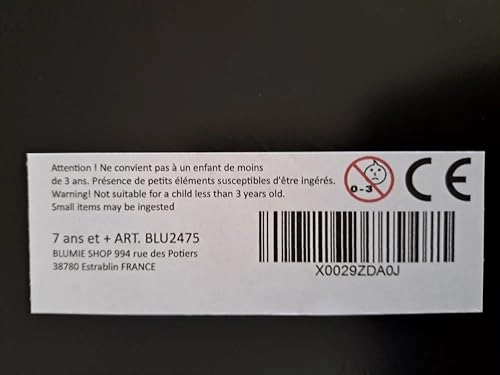 Attention ! Ne convient pas à un enfant de moins
de 3 ans. Présence de petits éléments susceptibles d'être ingérés.
Warning! Not suitable for a child less than 3 years old.
Small items may be ingested
0-3
CE
7 ans et + ART. BLU2475
BLUMIE SHOP 994 rue des Potiers
38780 Estrablin FRANCE
X0029ZDA0J